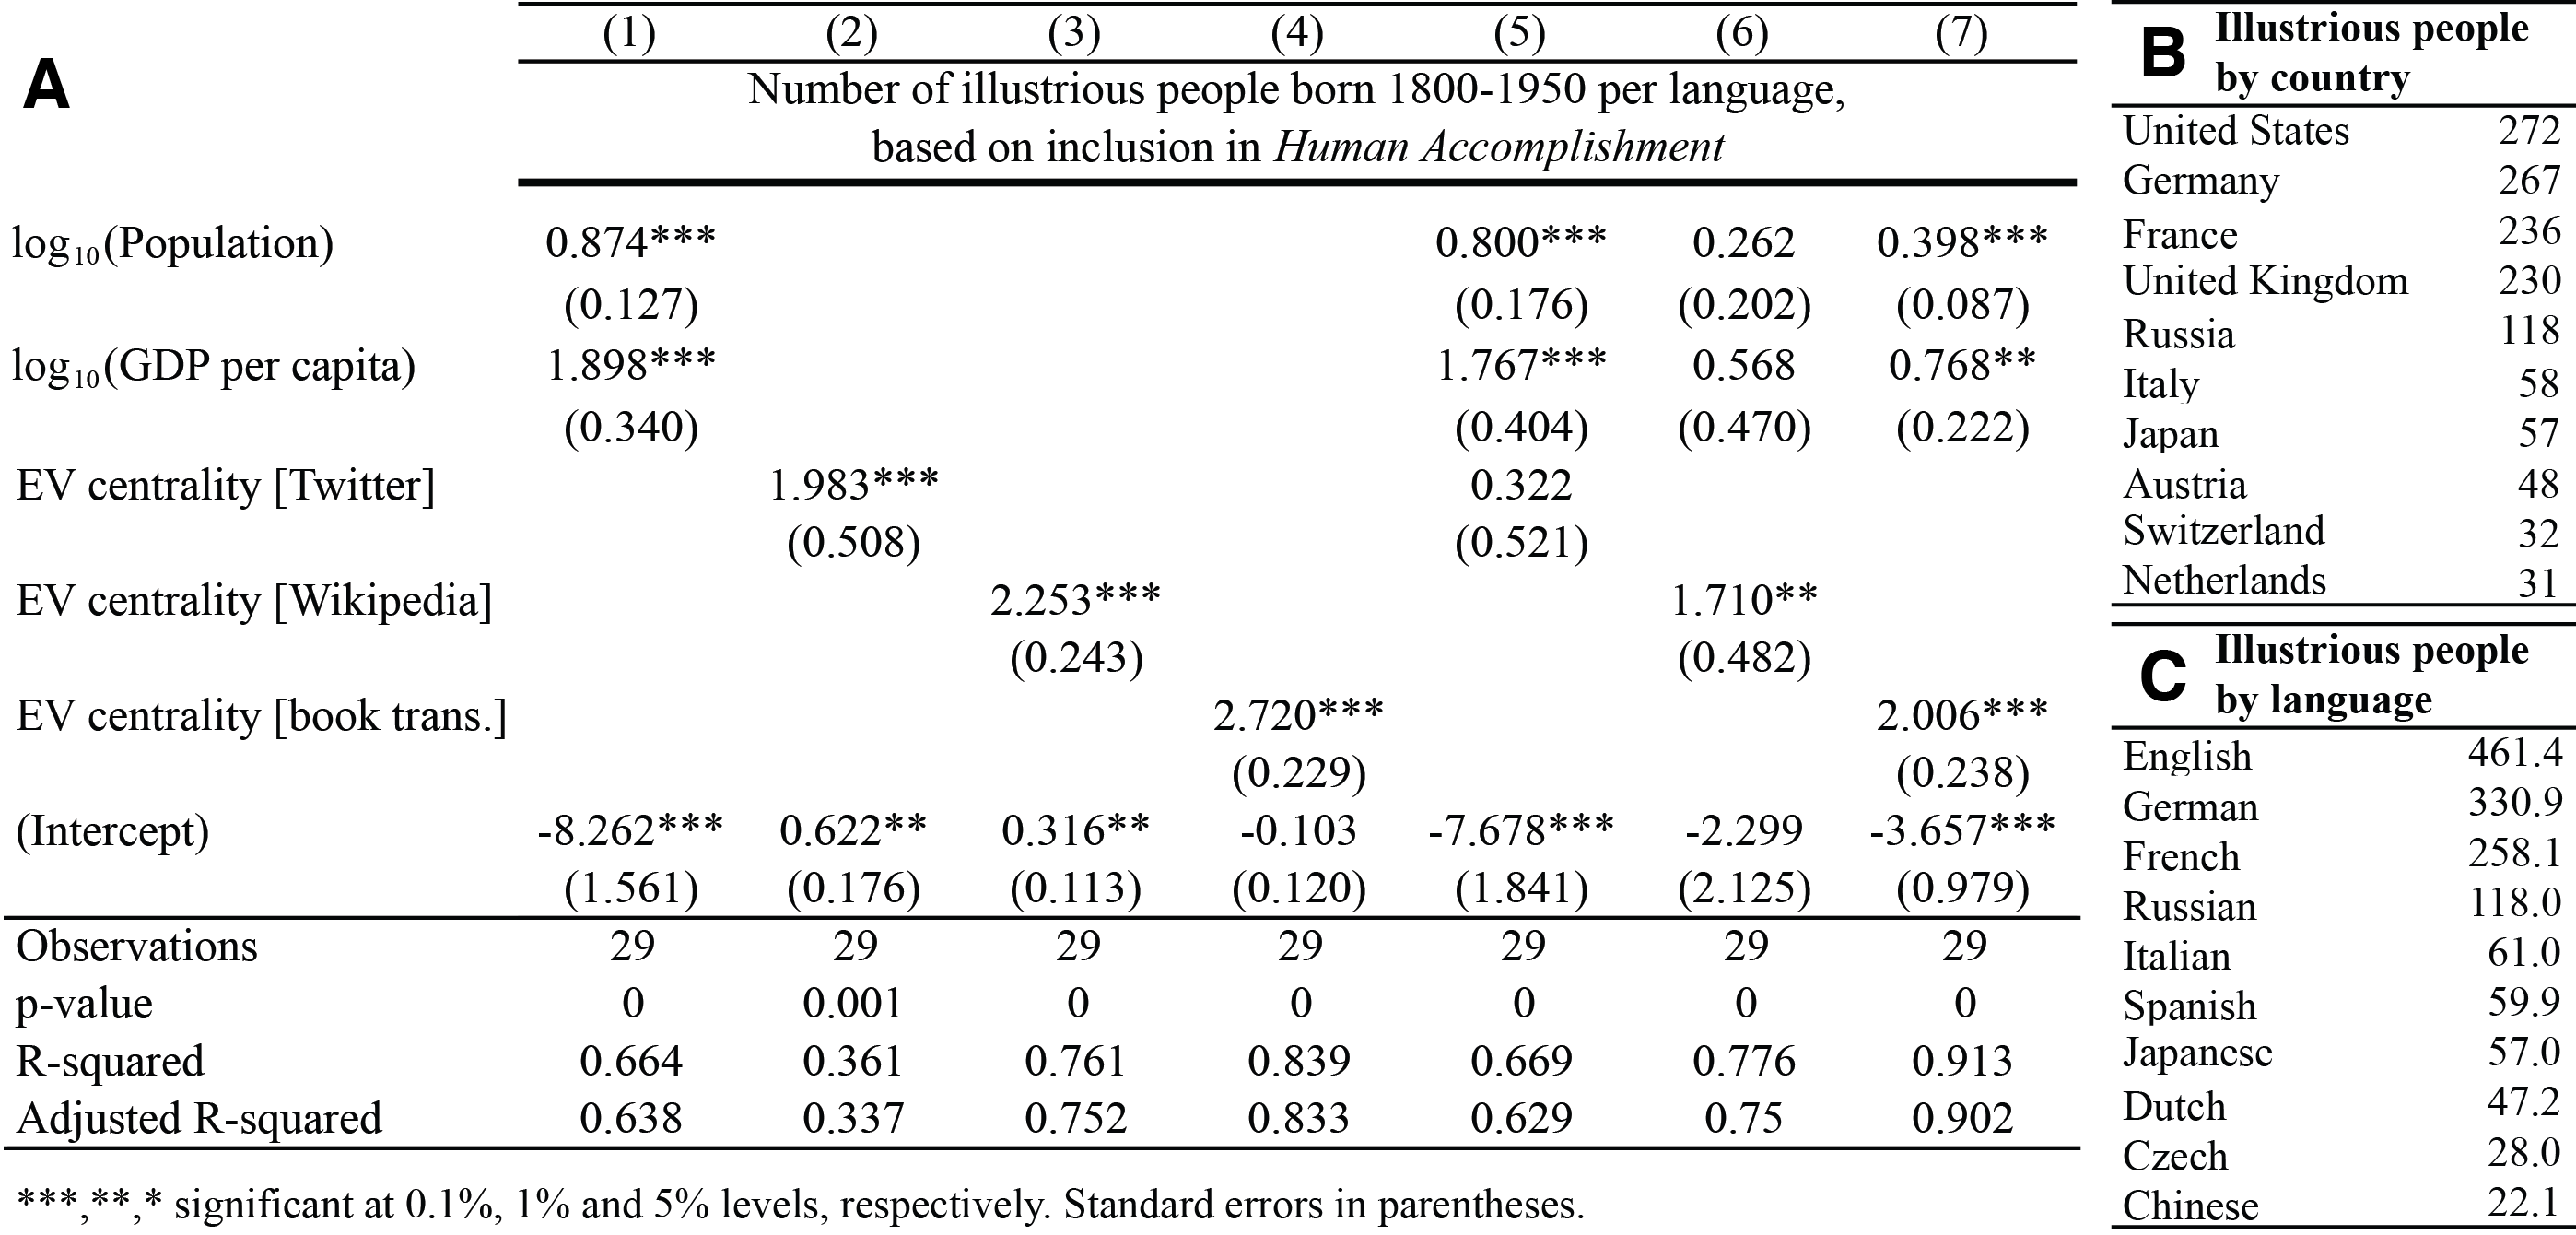 A
(1) (2) (3) (4) (5) (6) (7)
Number of illustrious people born 1800-1950 per language,
based on inclusion in Human Accomplishment
log10(Population) 0.874*** 0.800*** 0.262 0.398***
(0.127) (0.176) (0.202) (0.087)
log10(GDP per capita) 1.898*** 1.767*** 0.568 0.768**
(0.340) (0.404) (0.470) (0.222)
EV centrality [Twitter] 1.983*** 0.322
(0.508) (0.521)
EV centrality [Wikipedia] 2.253*** 1.710**
(0.243) (0.482)
EV centrality [book trans.] 2.720*** 2.006***
(0.229) (0.238)
(Intercept) -8.262*** 0.622** 0.316** -0.103 -7.678*** -2.299 -3.657***
(1.561) (0.176) (0.113) (0.120) (1.841) (2.125) (0.979)
Observations 29 29 29 29 29 29 29
p-value 0 0.001 0 0 0 0 0
R-squared 0.664 0.361 0.761 0.839 0.669 0.776 0.913
Adjusted R-squared 0.638 0.337 0.752 0.833 0.629 0.75 0.902
***,**,* significant at 0.1%, 1% and 5% levels, respectively. Standard errors in parentheses.
B Illustrious people
by country
United States 272
Germany 267
France 236
United Kingdom 230
Russia 118
Italy 58
Japan 57
Austria 48
Switzerland 32
Netherlands 31
C Illustrious people
by language
English 461.4
German 330.9
French 258.1
Russian 118.0
Italian 61.0
Spanish 59.9
Japanese 57.0
Dutch 47.2
Czech 28.0
Chinese 22.1